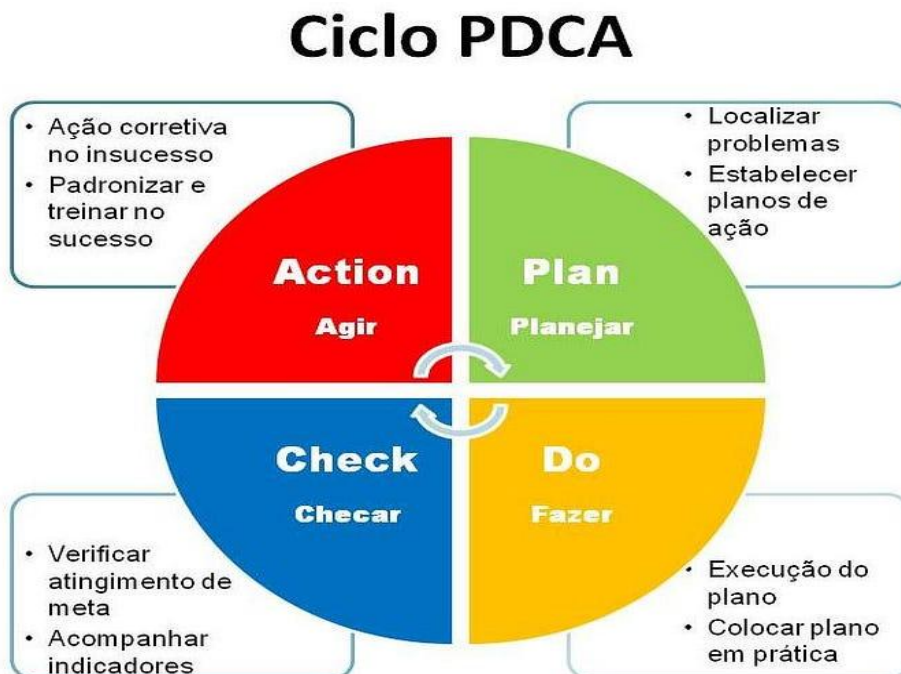 Ciclo PDCA
• Ação corretiva
no insucesso
• Padronizar e
treinar no
sucesso
• Localizar
problemas
• Estabelecer
planos de
ação
Action
Agir
Plan
Planejar
Check
Checar
Do
Fazer
• Verificar
atingimento de
meta
• Acompanhar
indicadores
• Execução do
plano
• Colocar plano
em prática